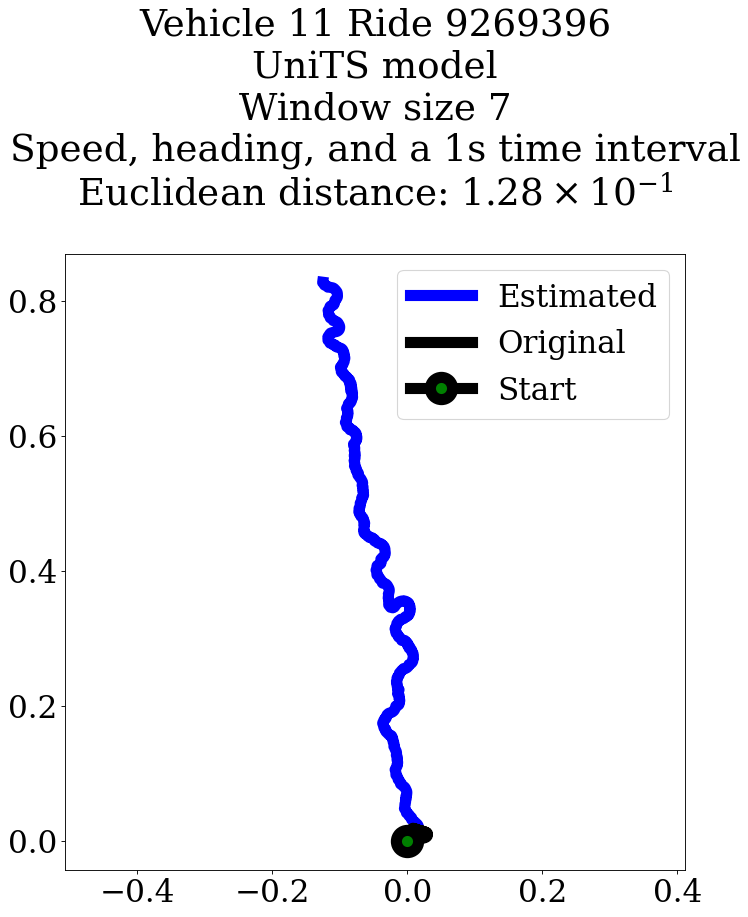 Vehicle 11 Ride 9269396
UniTS model
Window size 7
Speed, heading, and a 1s time interval
Euclidean distance: 1.28 × 10⁻¹
Estimated
Original
Start
0.8
0.6
0.4
0.2
0.0
−0.4 −0.2 0.0 0.2 0.4